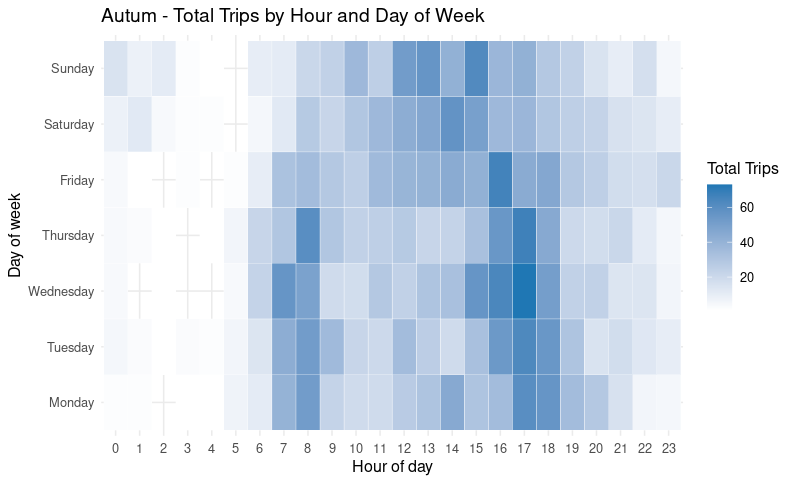 Autum - Total Trips by Hour and Day of Week
Day of week
Sunday
Saturday
Friday
Thursday
Wednesday
Tuesday
Monday
0 1 2 3 4 5 6 7 8 9 10 11 12 13 14 15 16 17 18 19 20 21 22 23
Hour of day
Total Trips
60
40
20